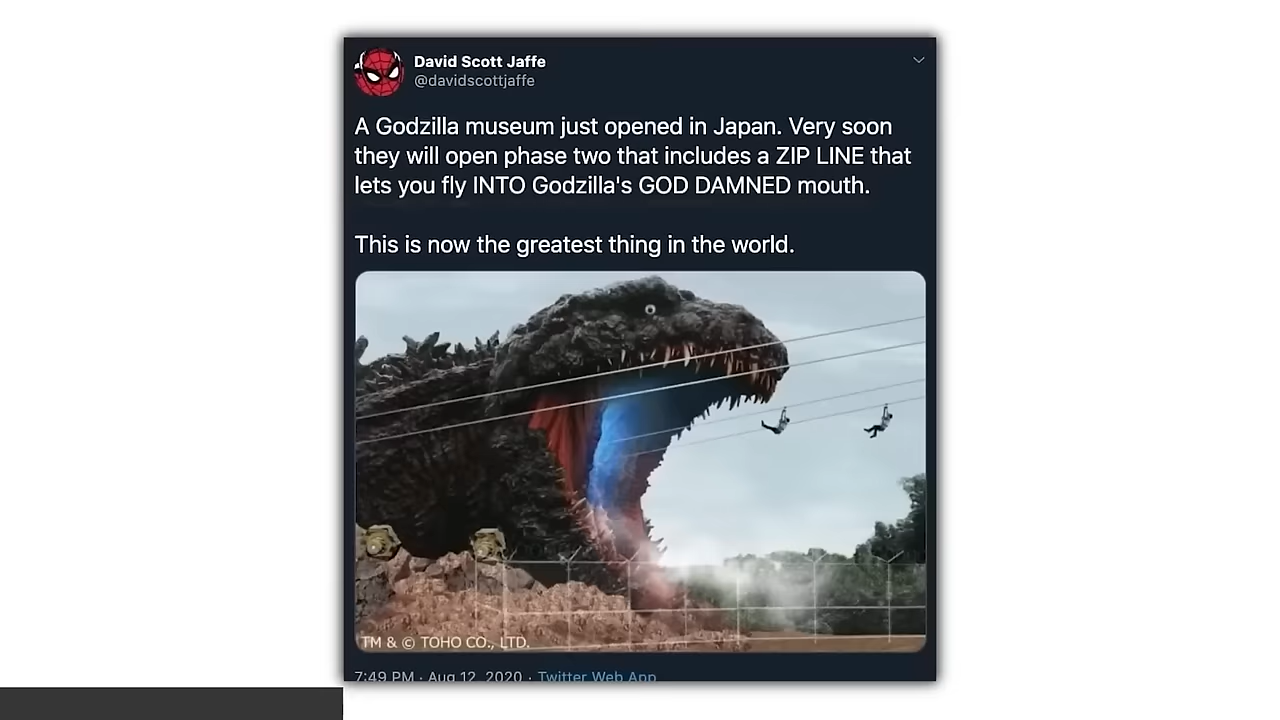 David Scott Jaffe
@davidscottjaffe
A Godzilla museum just opened in Japan. Very soon
they will open phase two that includes a ZIP LINE that
lets you fly INTO Godzilla's GOD DAMNED mouth.
This is now the greatest thing in the world.
TM & © TOHO CO., LTD.
7:49 PM · Aug 12, 2020 · Twitter Web App